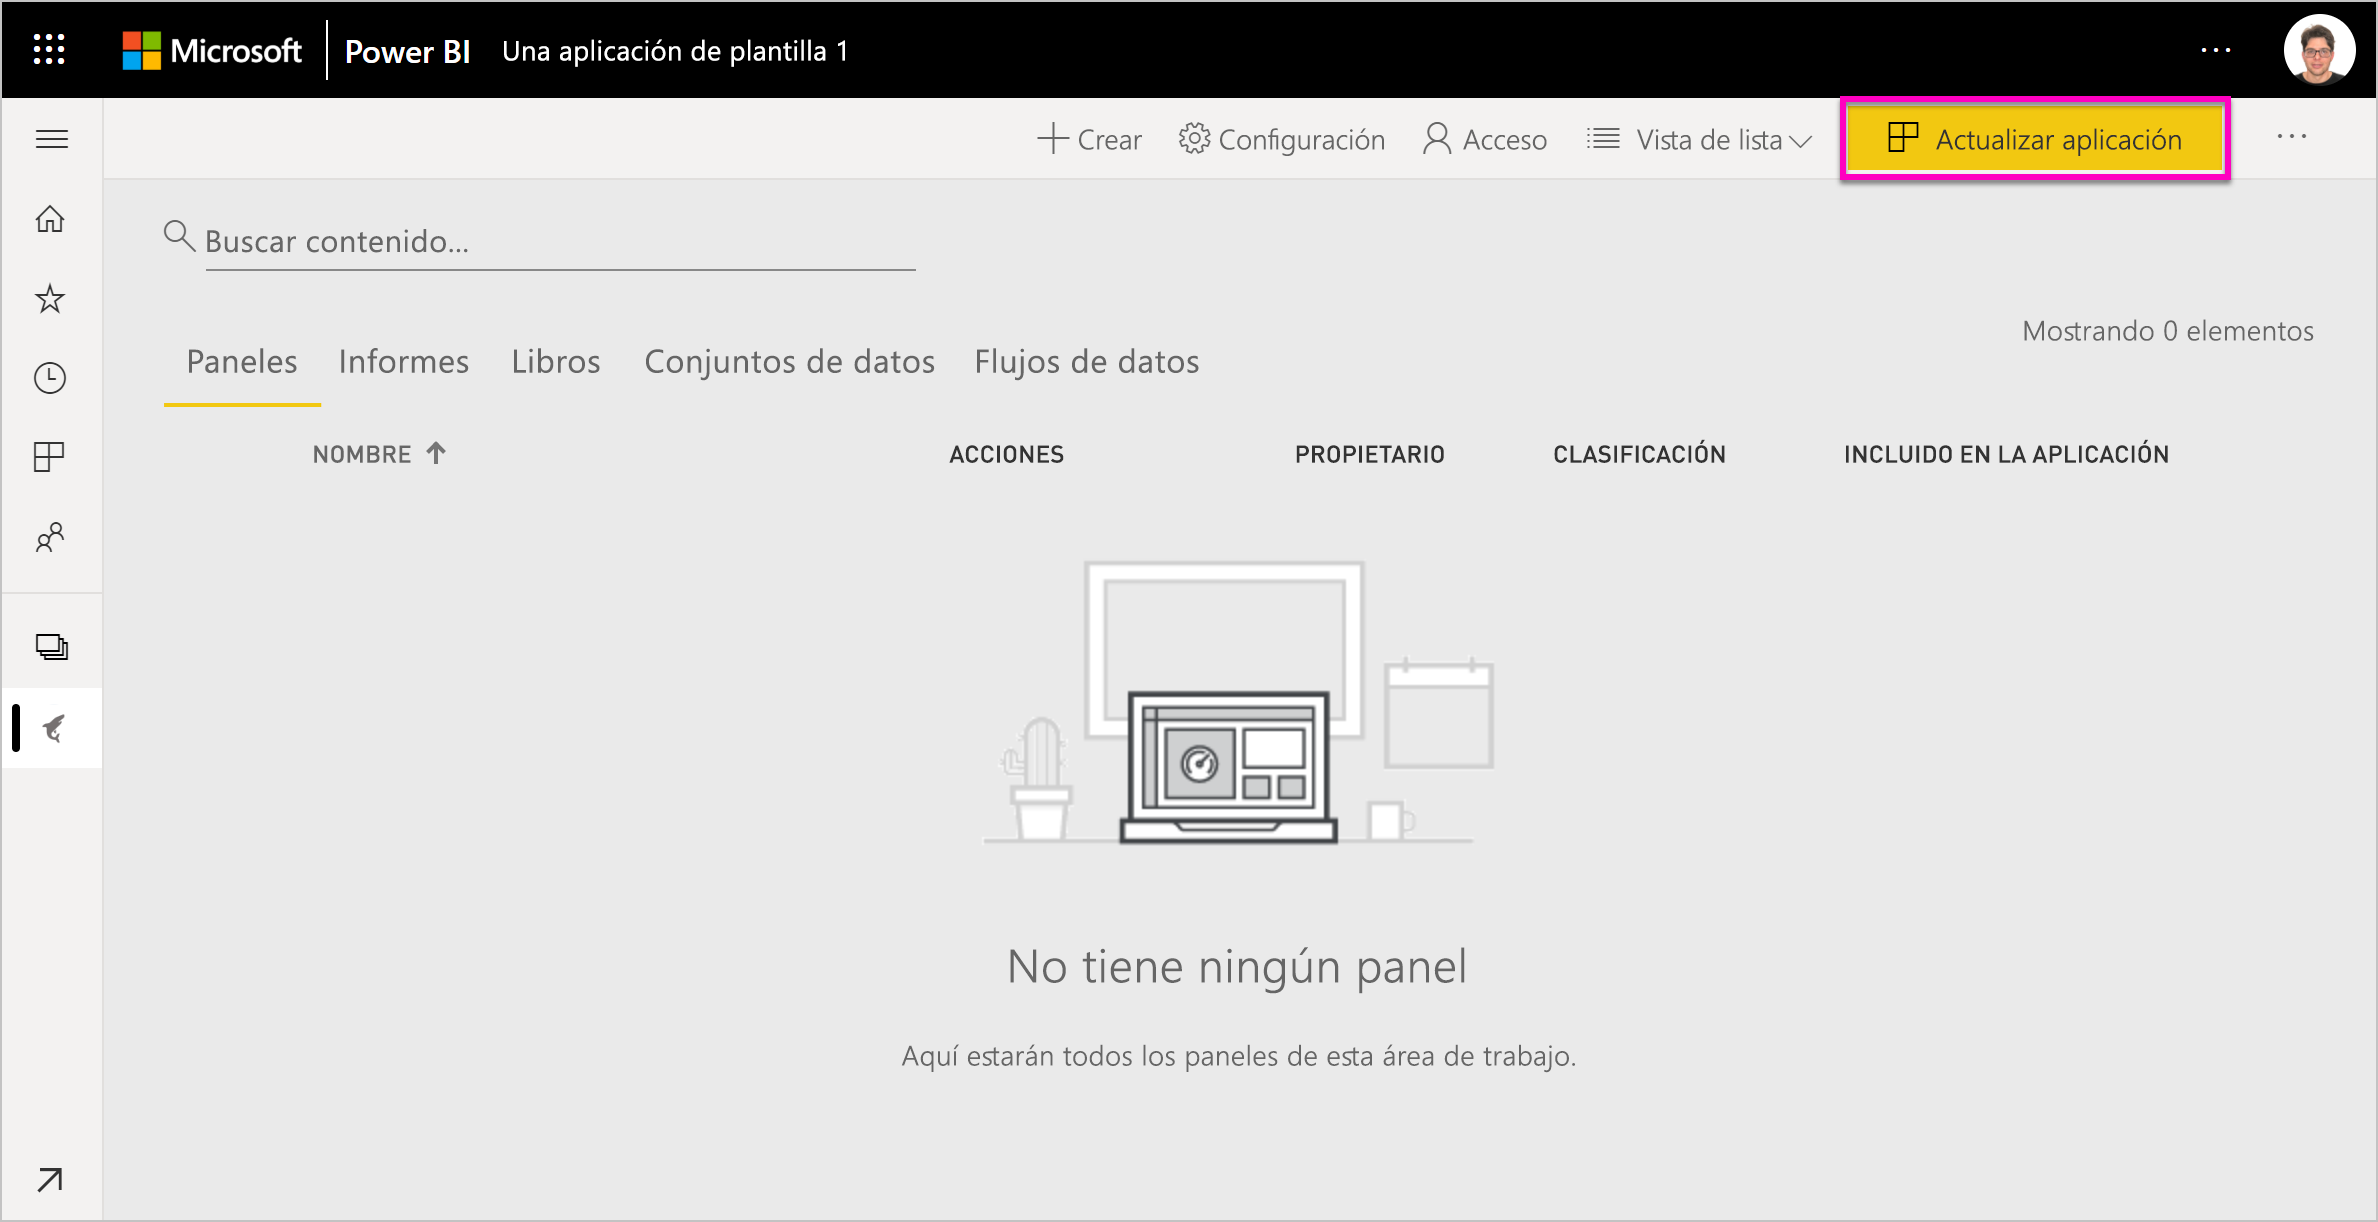 Microsoft Power BI Una aplicación de plantilla 1 ...
Crear Configuración Acceso Vista de lista Actualizar aplicación ...
Buscar contenido...
Mostrando 0 elementos
Paneles Informes Libros Conjuntos de datos Flujos de datos
NOMBRE ACCIONES PROPIETARIO CLASIFICACIÓN INCLUIDO EN LA APLICACIÓN
No tiene ningún panel
Aquí estarán todos los paneles de esta área de trabajo.